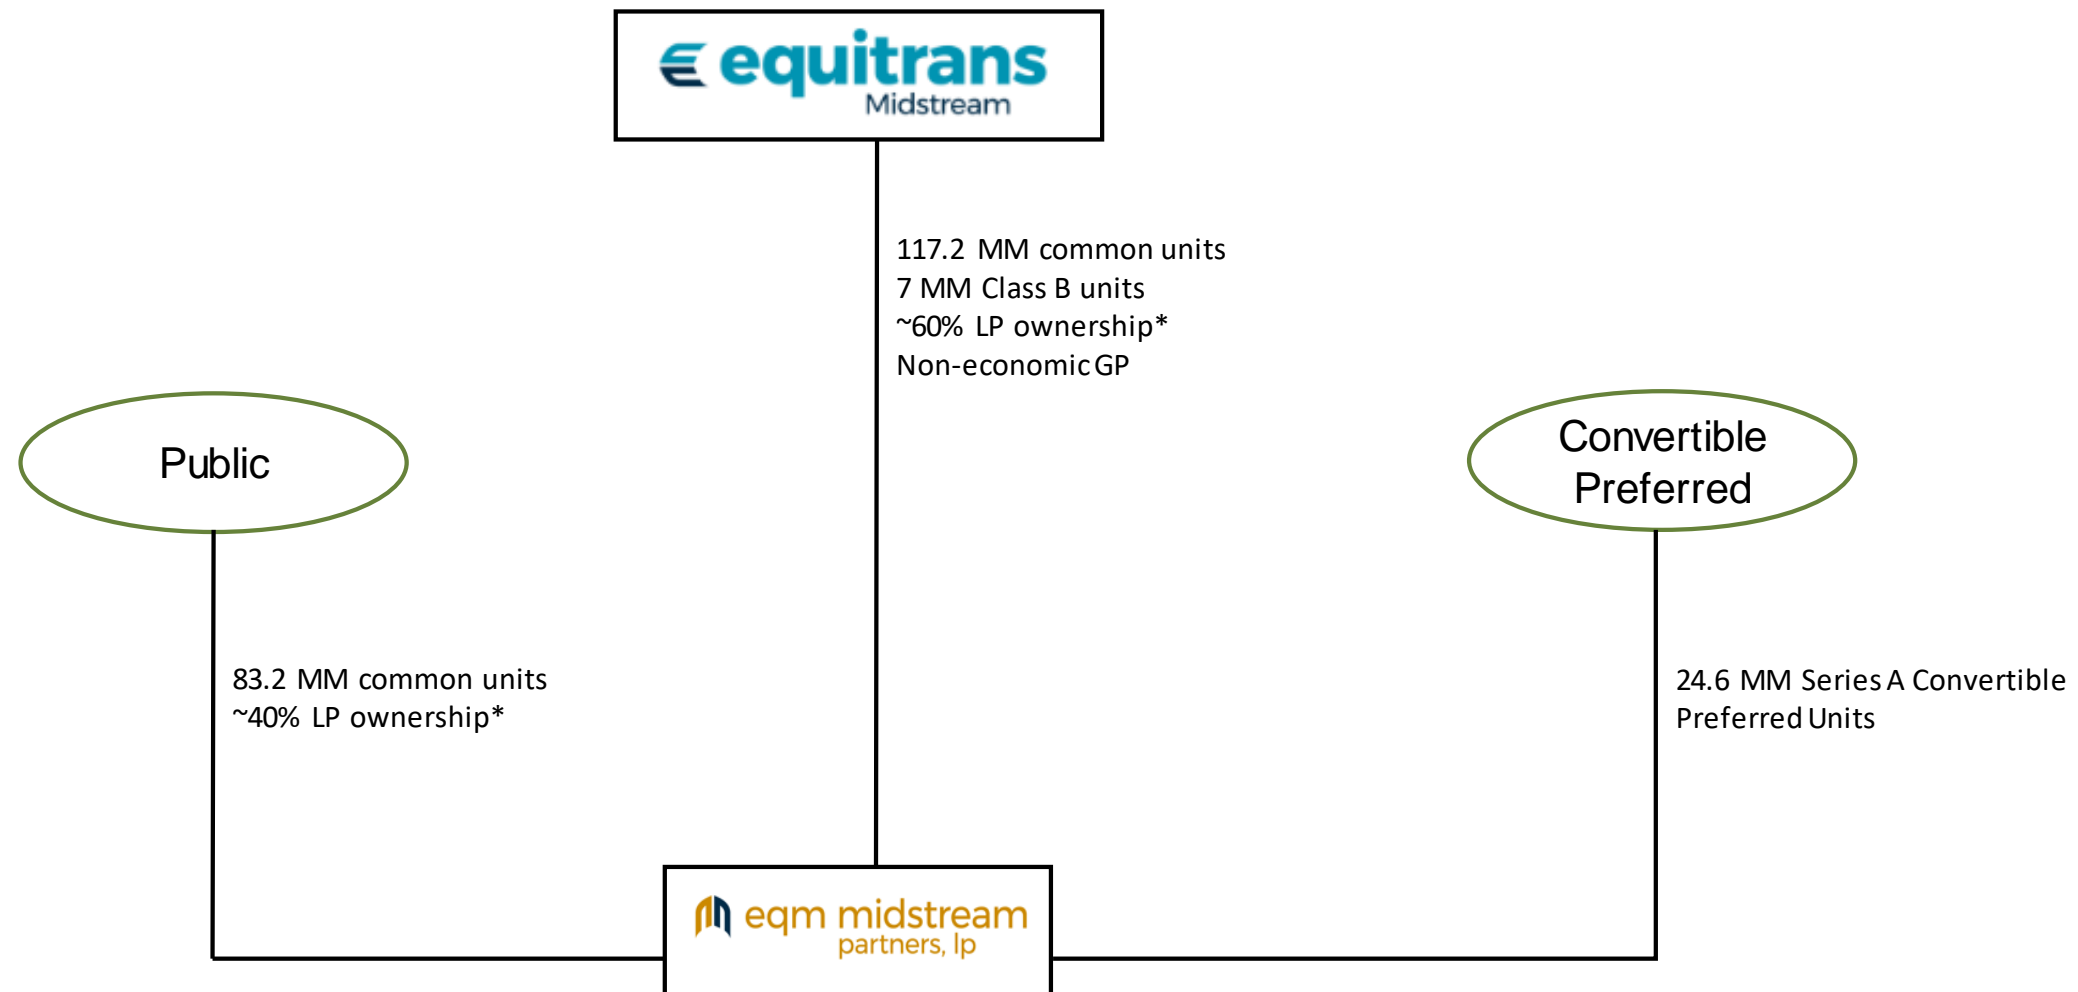 equitrans
Midstream
117.2 MM common units
7 MM Class B units
~60% LP ownership*
Non-economic GP
Public
Convertible
Preferred
83.2 MM common units
~40% LP ownership*
24.6 MM Series A Convertible
Preferred Units
eqm midstream
partners, lp